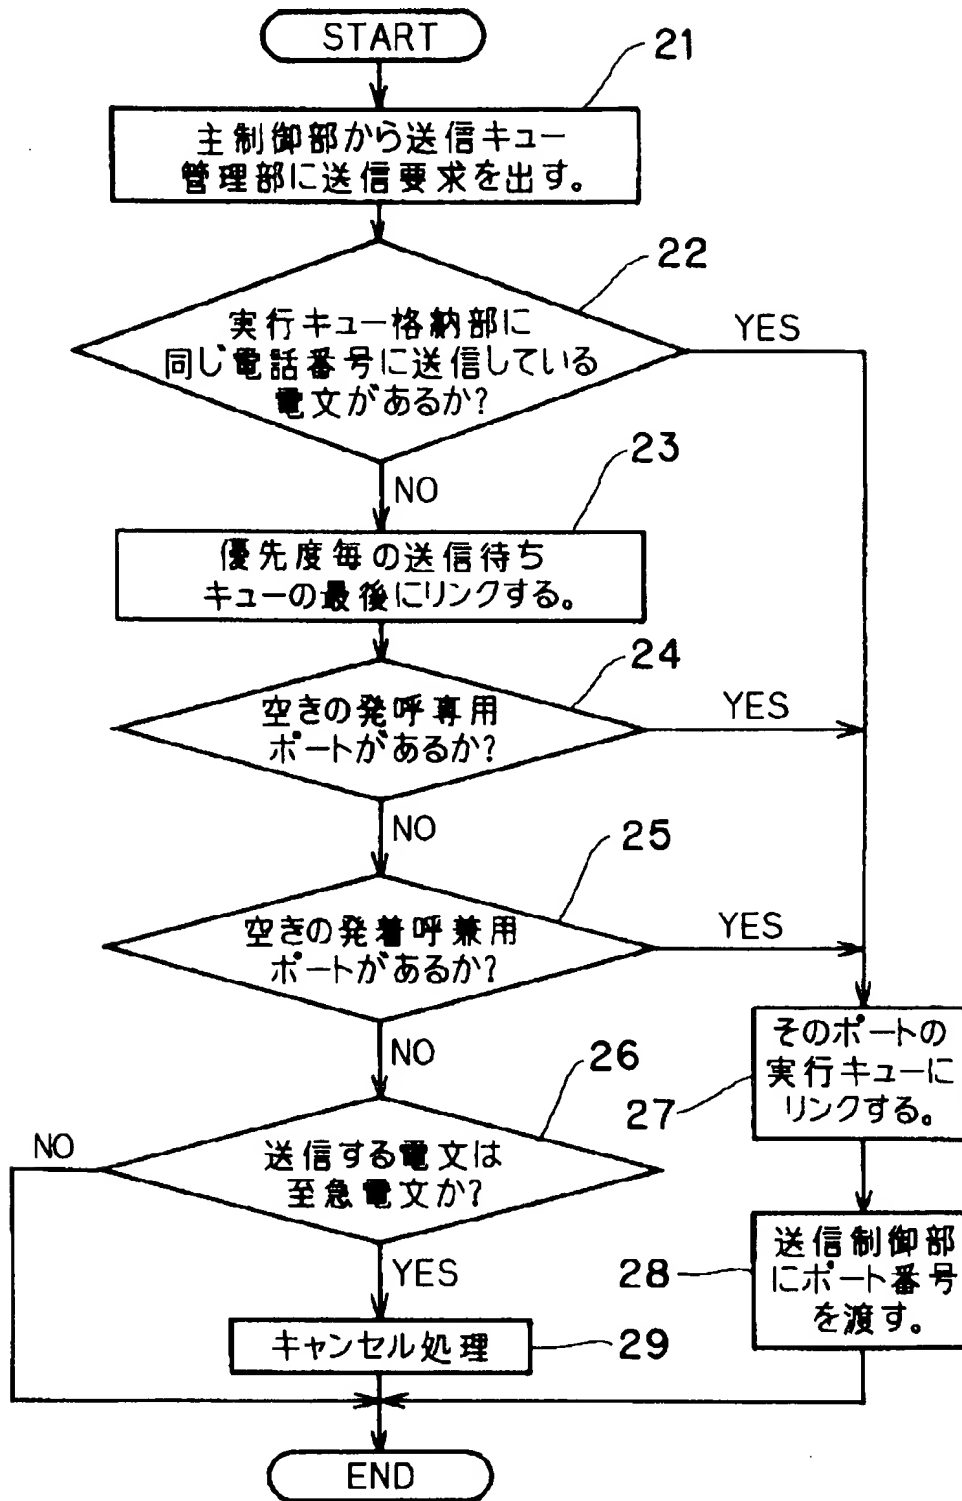 START
21
主制御部から送信キュー
管理部に送信要求を出す。
22
実行キュー格納部に
同じ電話番号に送信している
電文があるか?
YES
NO
23
優先度毎の送信待ち
キューの最後にリンクする。
24
空きの発呼専用
ポートがあるか?
YES
NO
25
空きの発着呼兼用
ポートがあるか?
YES
NO
26
送信する電文は
至急電文か?
NO
YES
キャンセル処理
29
そのポートの
実行キューに
リンクする。
27
送信制御部
にポート番号
を渡す。
28
END